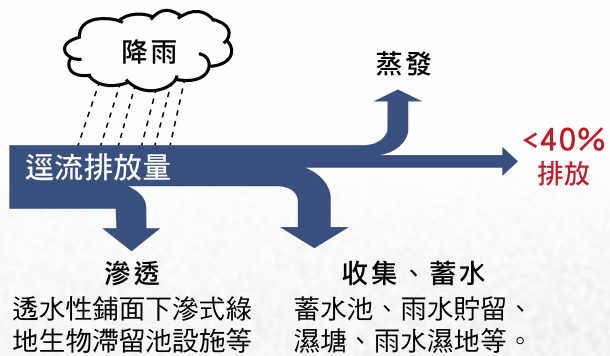 降雨
蒸發
<40%
排放
逕流排放量
滲透
透水性鋪面下滲式綠
地生物滯留池設施等
收集、蓄水
蓄水池、雨水貯留、
濕塘、雨水濕地等。